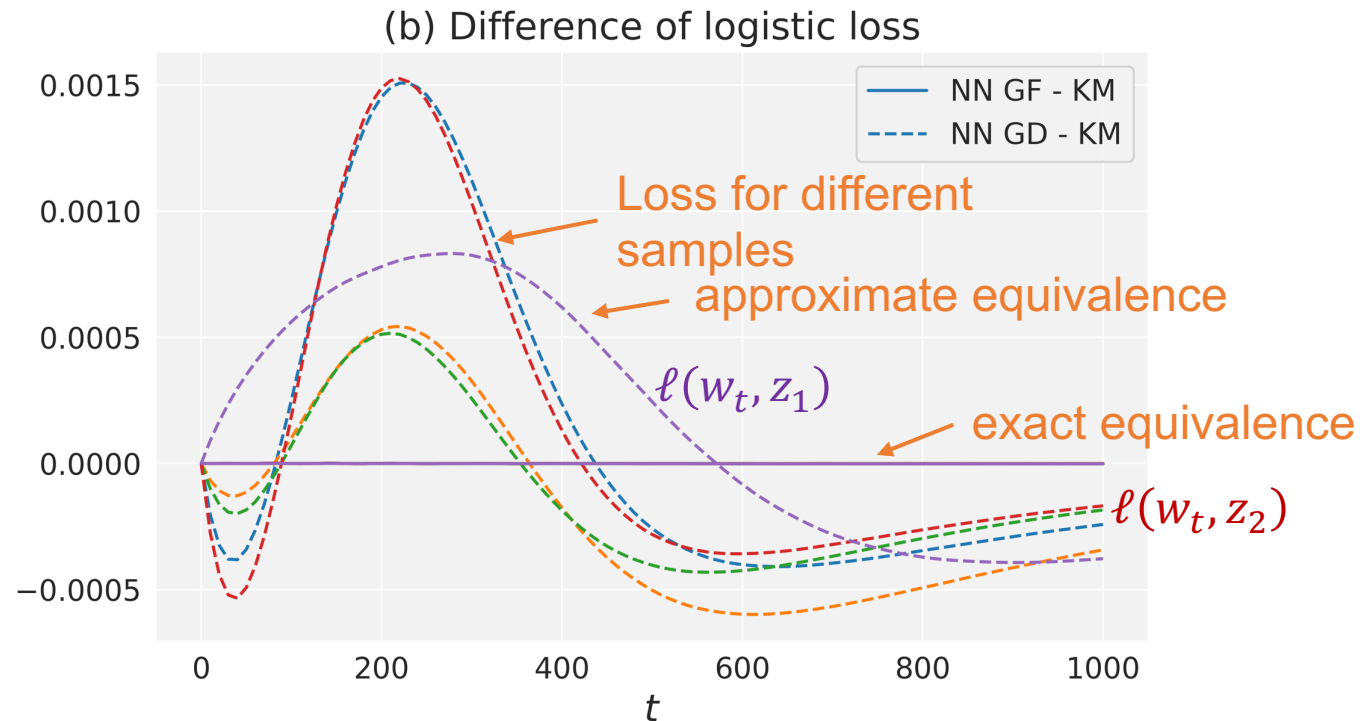 (b) Difference of logistic loss
0.0015
0.0010
0.0005
0.0000
−0.0005
NN GF - KM
NN GD - KM
Loss for different
samples
approximate equivalence
ℓ(w_t, z_1)
exact equivalence
ℓ(w_t, z_2)
0 200 400 600 800 1000
t